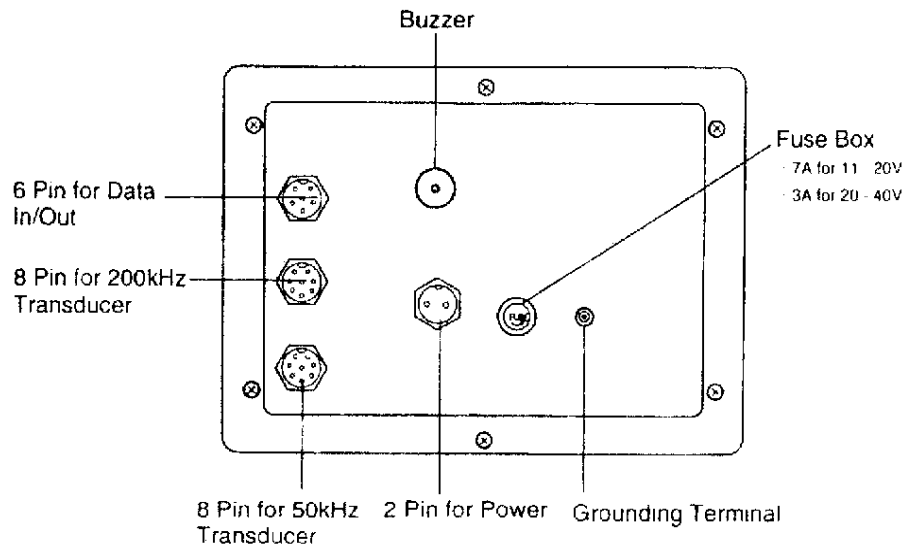 Buzzer
Fuse Box
- 7A for 11 - 20V
- 3A for 20 - 40V
6 Pin for Data
In/Out
8 Pin for 200kHz
Transducer
FUSE
8 Pin for 50kHz
Transducer
2 Pin for Power
Grounding Terminal